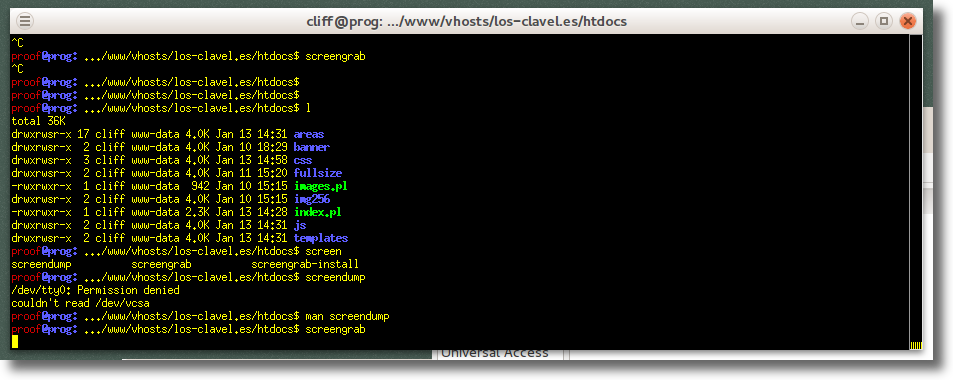 cliff@prog: .../www/vhosts/los-clavel.es/htdocs
^C
proof@prog: .../www/vhosts/los-clavel.es/htdocs$ screengrab
^C
proof@prog: .../www/vhosts/los-clavel.es/htdocs$
proof@prog: .../www/vhosts/los-clavel.es/htdocs$
proof@prog: .../www/vhosts/los-clavel.es/htdocs$ l
total 36K
drwxrwsr-x 17 cliff www-data 4.0K Jan 13 14:31 areas
drwxrwsr-x  2 cliff www-data 4.0K Jan 10 18:29 banner
drwxrwsr-x  3 cliff www-data 4.0K Jan 13 14:58 css
drwxrwsr-x  2 cliff www-data 4.0K Jan 11 15:20 fullsize
-rwxrwxr-x  1 cliff www-data  942 Jan 10 15:15 images.pl
drwxrwsr-x  2 cliff www-data 4.0K Jan 10 15:15 img256
-rwxrwxr-x  1 cliff www-data 2.3K Jan 13 14:28 index.pl
drwxrwsr-x  2 cliff www-data 4.0K Jan 13 14:31 js
drwxrwsr-x  2 cliff www-data 4.0K Jan 13 14:31 templates
proof@prog: .../www/vhosts/los-clavel.es/htdocs$ screen
screendump         screengrab         screengrab-install
proof@prog: .../www/vhosts/los-clavel.es/htdocs$ screendump
/dev/tty0: Permission denied
couldn't read /dev/vcsa
proof@prog: .../www/vhosts/los-clavel.es/htdocs$ man screendump
proof@prog: .../www/vhosts/los-clavel.es/htdocs$ screengrab
Universal Access